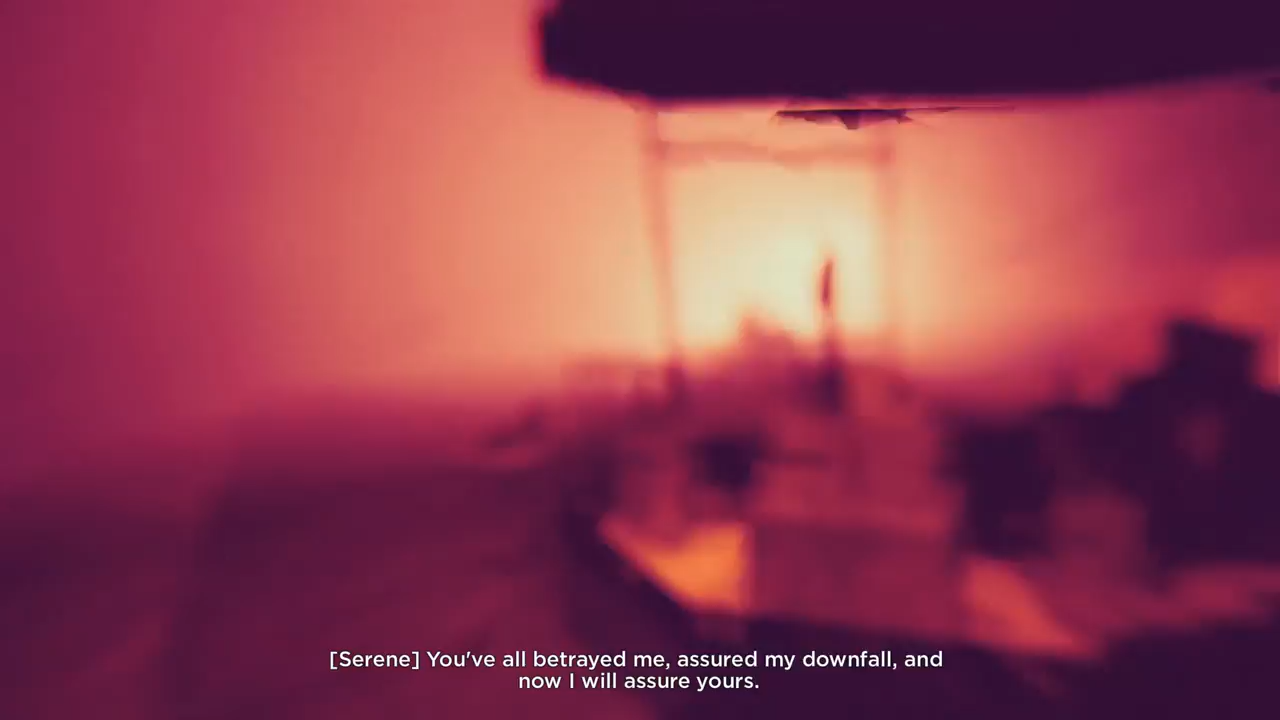 [Serene] You've all betrayed me, assured my downfall, and
now I will assure yours.